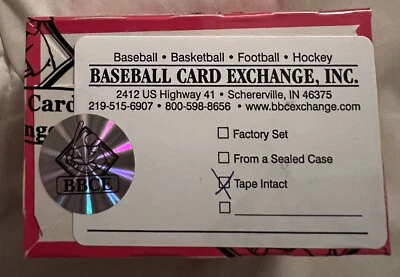 Baseball • Basketball • Football • Hockey
BASEBALL CARD EXCHANGE, INC.
2412 US Highway 41 • Schererville, IN 46375
219-515-6907 • 800-598-8656 • www.bbcexchange.com
Factory Set
From a Sealed Case
Tape Intact
Card
BBCE